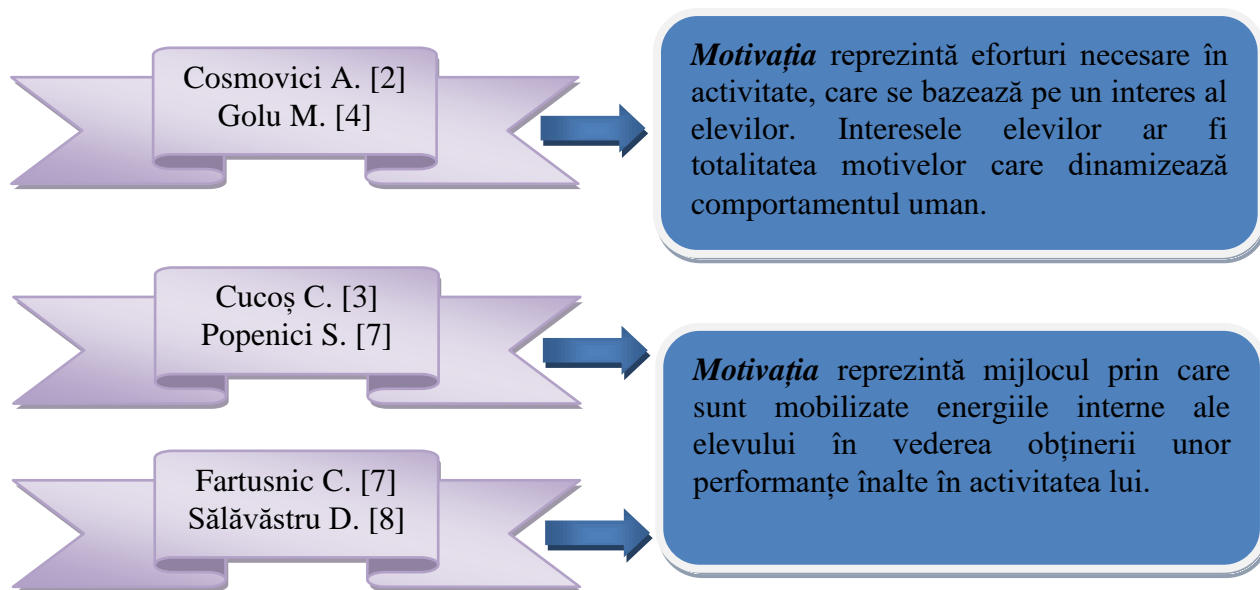 Cosmovici A. [2]
Golu M. [4]
Motivația reprezintă eforturi necesare în
activitate, care se bazează pe un interes al
elevilor. Interesele elevilor ar fi
totalitatea motivelor care dinamizează
comportamentul uman.
Cucoș C. [3]
Popenici S. [7]
Fartusnic C. [7]
Sălăvăstru D. [8]
Motivația reprezintă mijlocul prin care
sunt mobilizate energiile interne ale
elevului în vederea obținerii unor
performanțe înalte în activitatea lui.